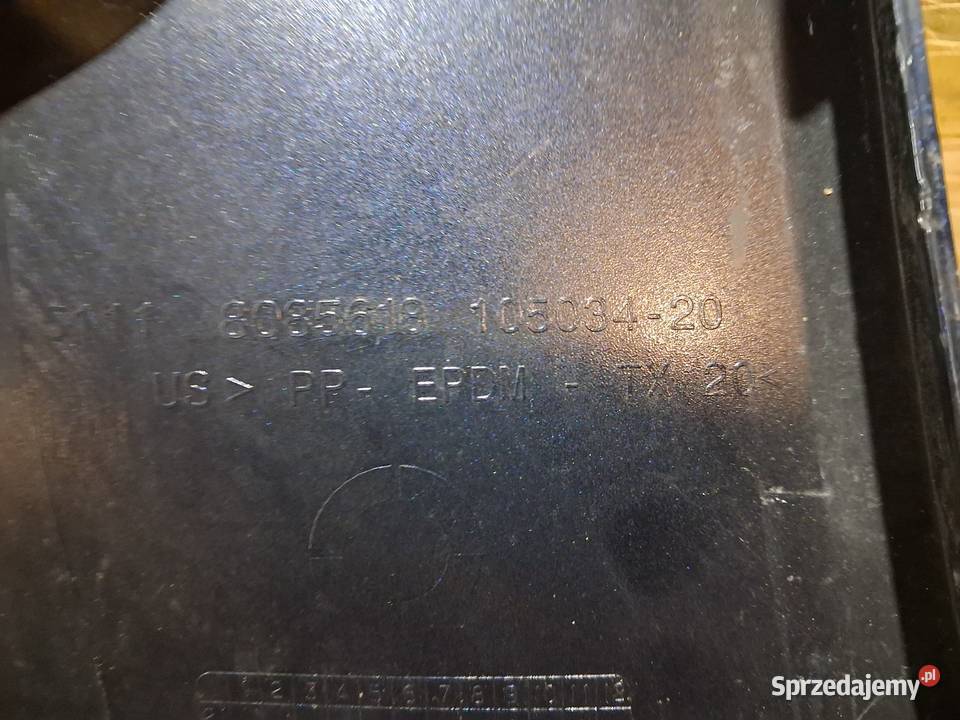 5111 8085618 105034-20
US > PP - EPDM - TX 20 <
1 2 3 4 5 6 7 8 9 10 11 12
Sprzedajemy.pl